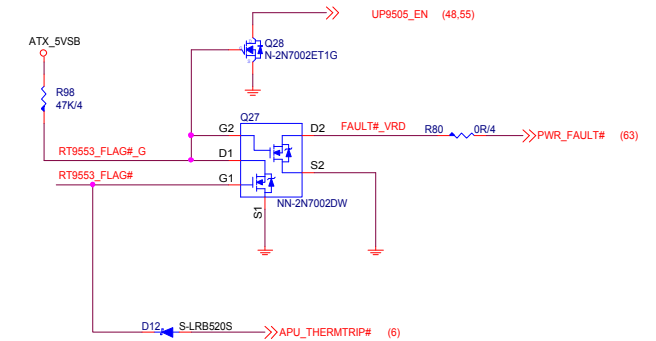 UP9505_EN (48,55)
ATX_5VSB
Q28
N-2N7002ET1G
R98
47K/4
Q27
G2
D2
FAULT#_VRD
R80
0R/4
PWR_FAULT# (63)
RT9553_FLAG#_G
D1
S2
RT9553_FLAG#
G1
NN-2N7002DW
S1
D12
S-LRB520S
APU_THERMTRIP# (6)